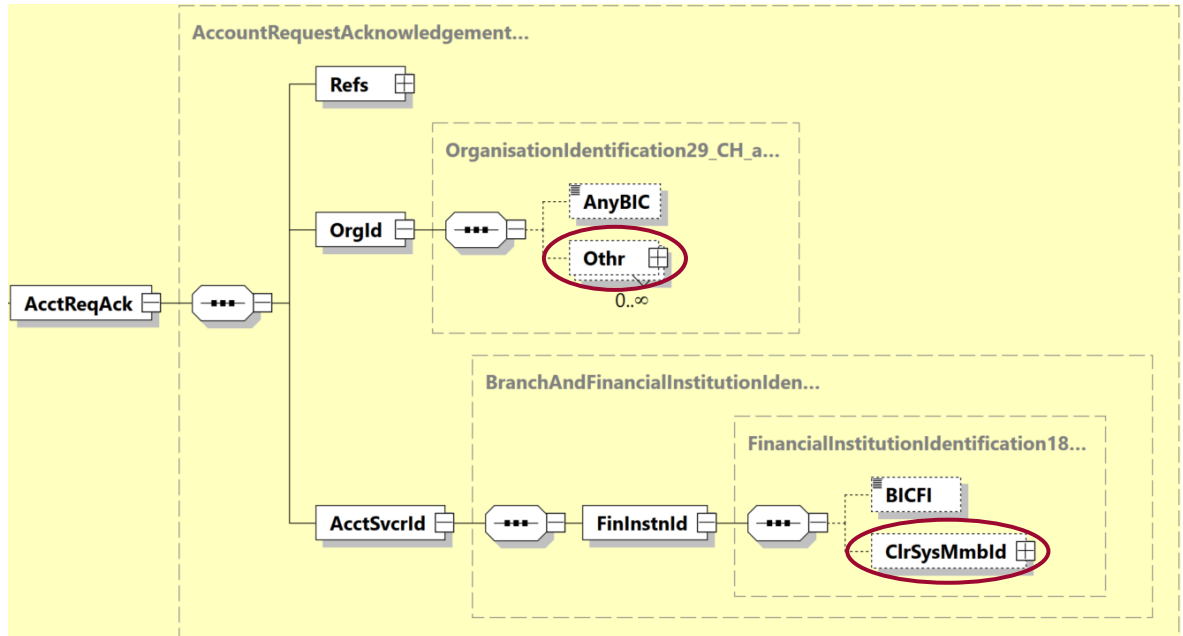 AccountRequestAcknowledgement...
Refs
OrganisationIdentification29_CH_a...
AnyBIC
OrgId
Othr
0..∞
AcctReqAck
BranchAndFinancialInstitutionIden...
FinancialInstitutionIdentification18...
BICFI
AcctSvcrId
FinInstnId
ClrSysMmbId